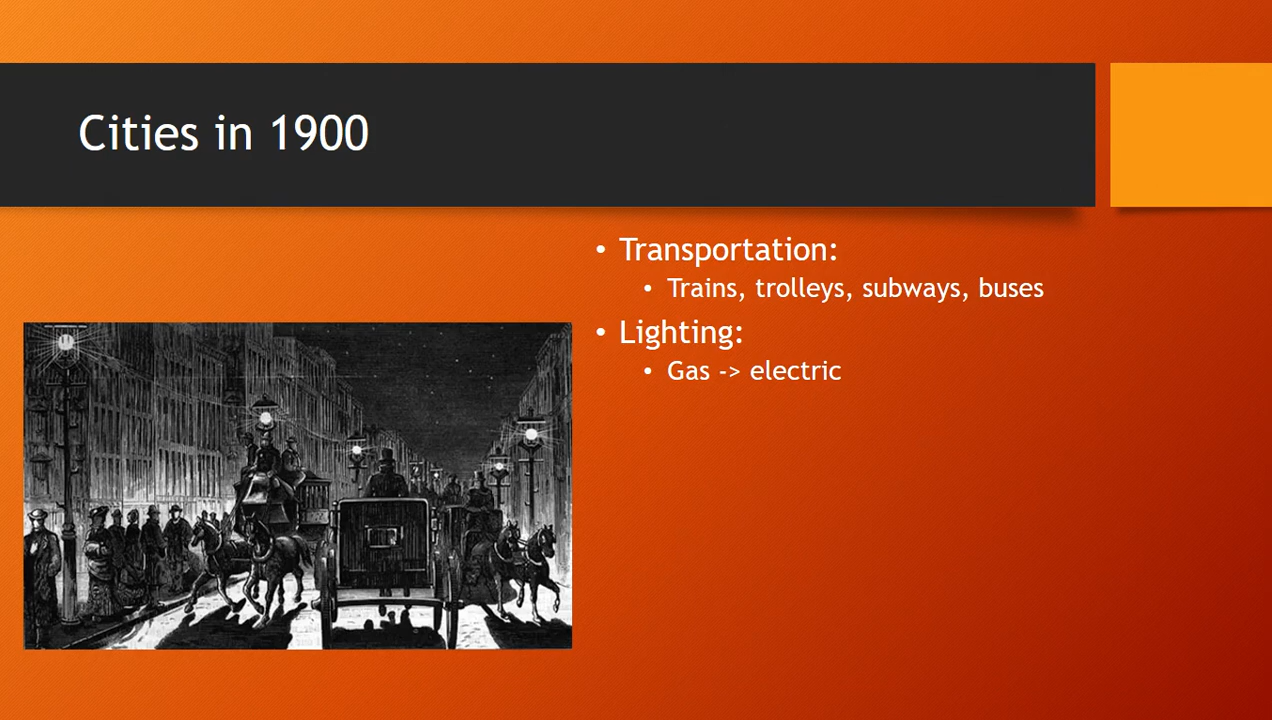 Cities in 1900
• Transportation:
• Trains, trolleys, subways, buses
• Lighting:
• Gas -> electric